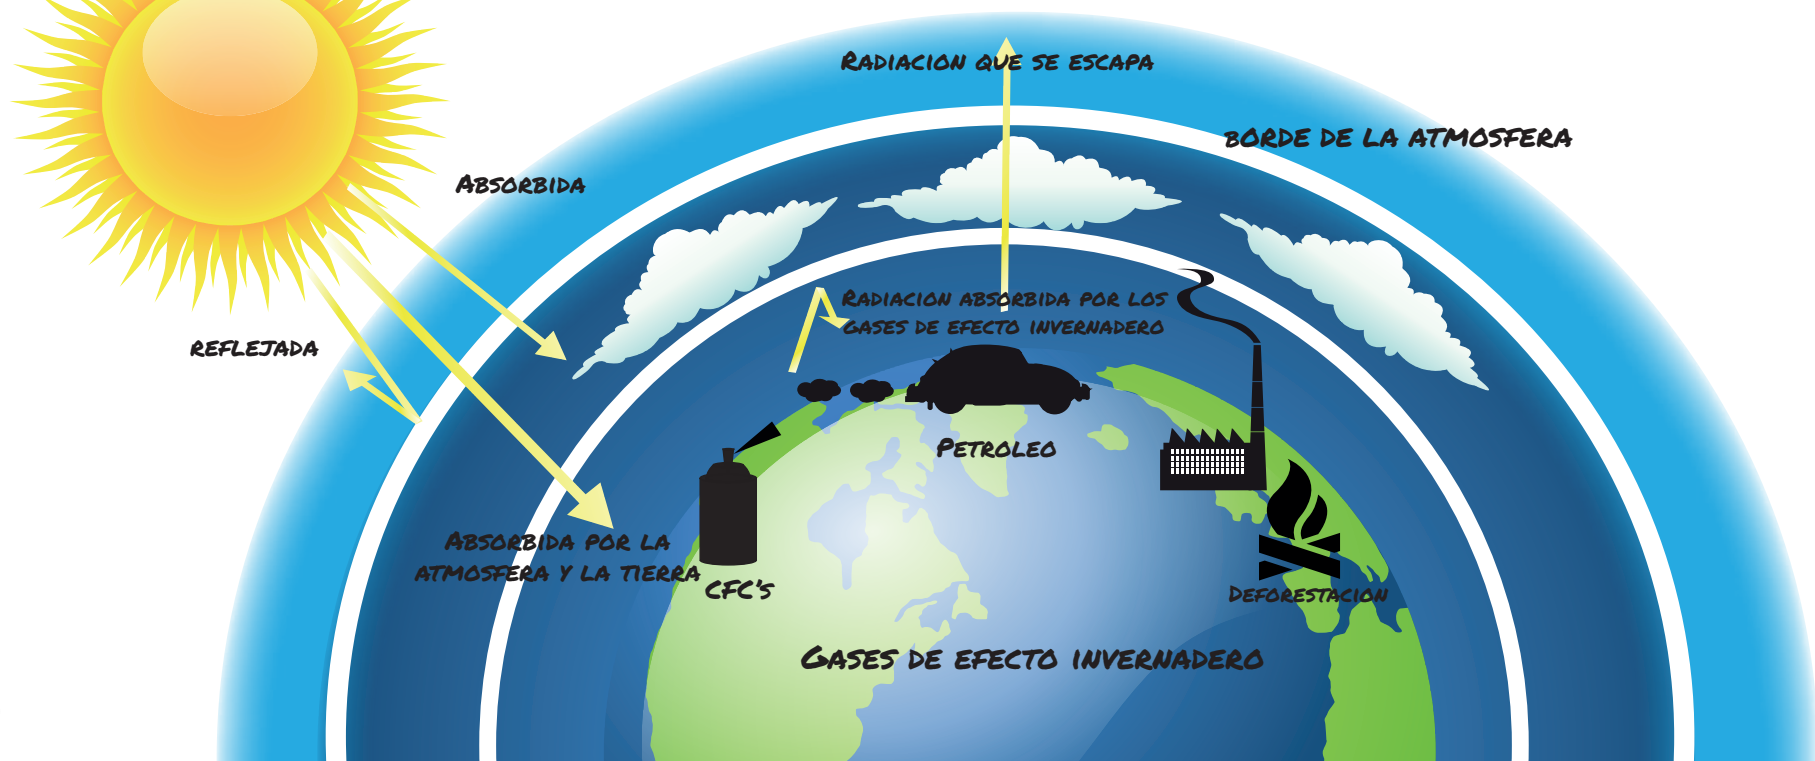 Radiacion que se escapa
bORDE DE LA ATMOSFERA
Absorbida
Radiacion absorbida por los
gases de efecto invernadero
reflejada
Petroleo
Absorbida por la
atmosfera y la tierra
CFC's
Deforestacion
Gases de efecto invernadero